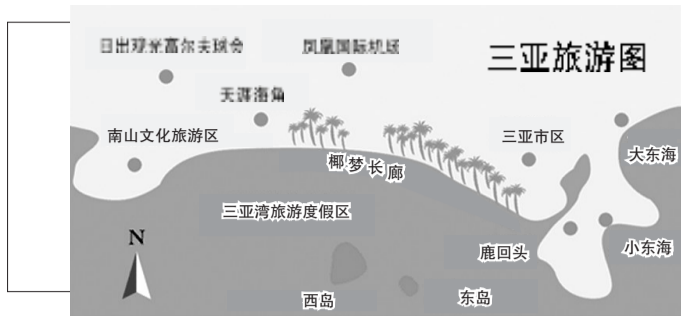 日出观光高尔夫球会
凤凰国际机场
三亚旅游图
天涯海角
南山文化旅游区
三亚市区
大东海
椰梦长廊
三亚湾旅游度假区
N
鹿回头
小东海
西岛
东岛